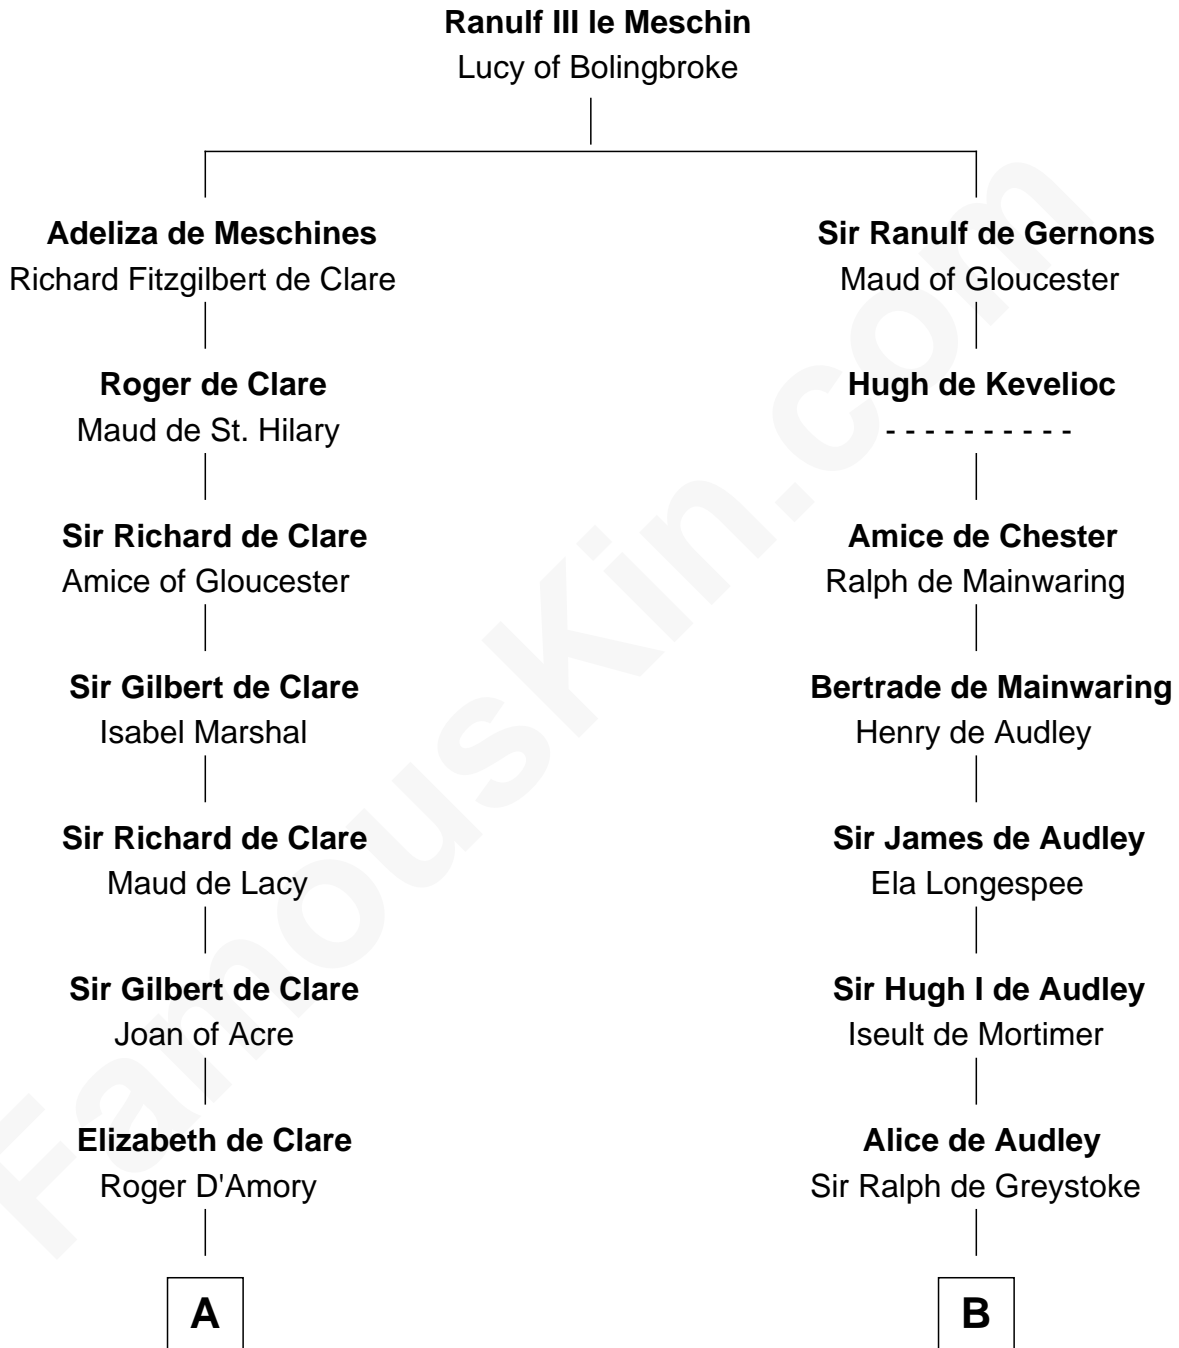 Ranulf III le Meschin
Lucy of Bolingbroke
Adeliza de Meschines
Richard Fitzgilbert de Clare
Sir Ranulf de Gernons
Maud of Gloucester
Roger de Clare
Maud de St. Hilary
Hugh de Kevelioc
- - - - - - - - - -
Sir Richard de Clare
Amice of Gloucester
Amice de Chester
Ralph de Mainwaring
Sir Gilbert de Clare
Isabel Marshal
Bertrade de Mainwaring
Henry de Audley
Sir Richard de Clare
Maud de Lacy
Sir James de Audley
Ela Longespee
Sir Gilbert de Clare
Joan of Acre
Sir Hugh I de Audley
Iseult de Mortimer
Elizabeth de Clare
Roger D'Amory
Alice de Audley
Sir Ralph de Greystoke
A
B
FamousKin.com